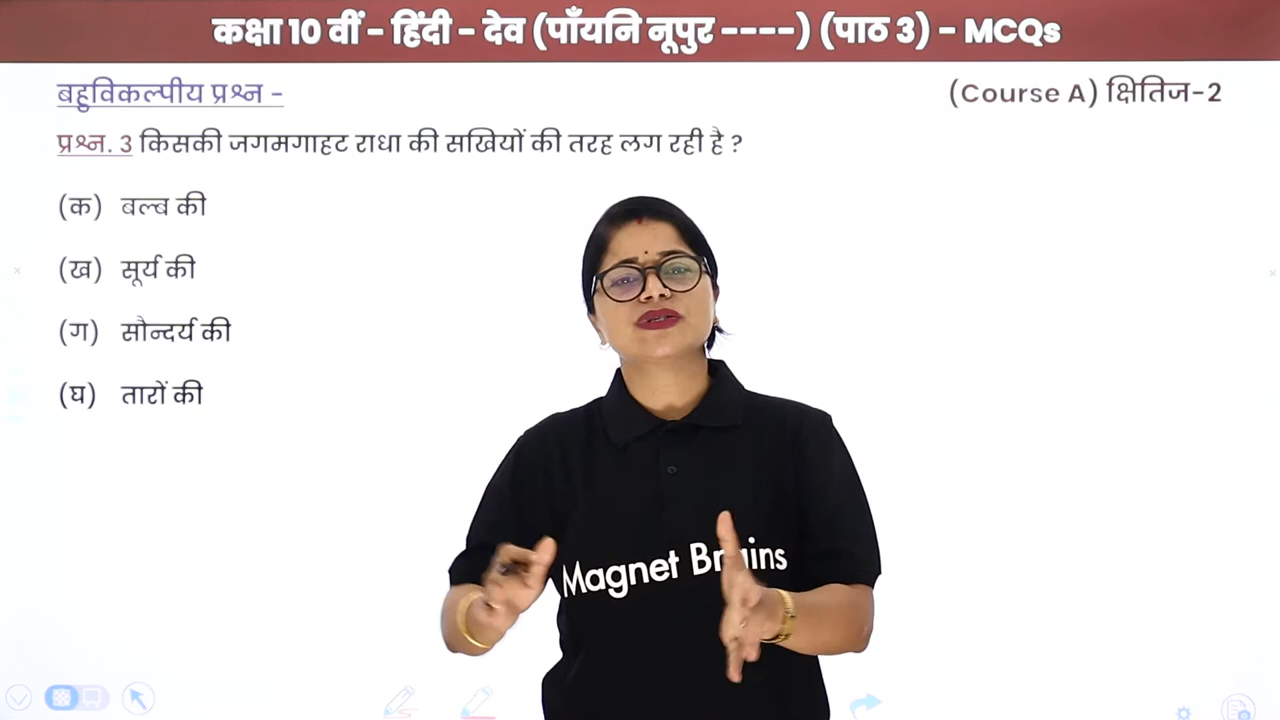 कक्षा 10 वीं - हिंदी - देव (पाँयनि नूपुर ----) (पाठ 3) - MCQs
बहुविकल्पीय प्रश्न -
(Course A) क्षितिज-2
प्रश्न. 3 किसकी जगमगाहट राधा की सखियों की तरह लग रही है ?
(क) बल्ब की
(ख) सूर्य की
(ग) सौन्दर्य की
(घ) तारों की
Magnet Brains